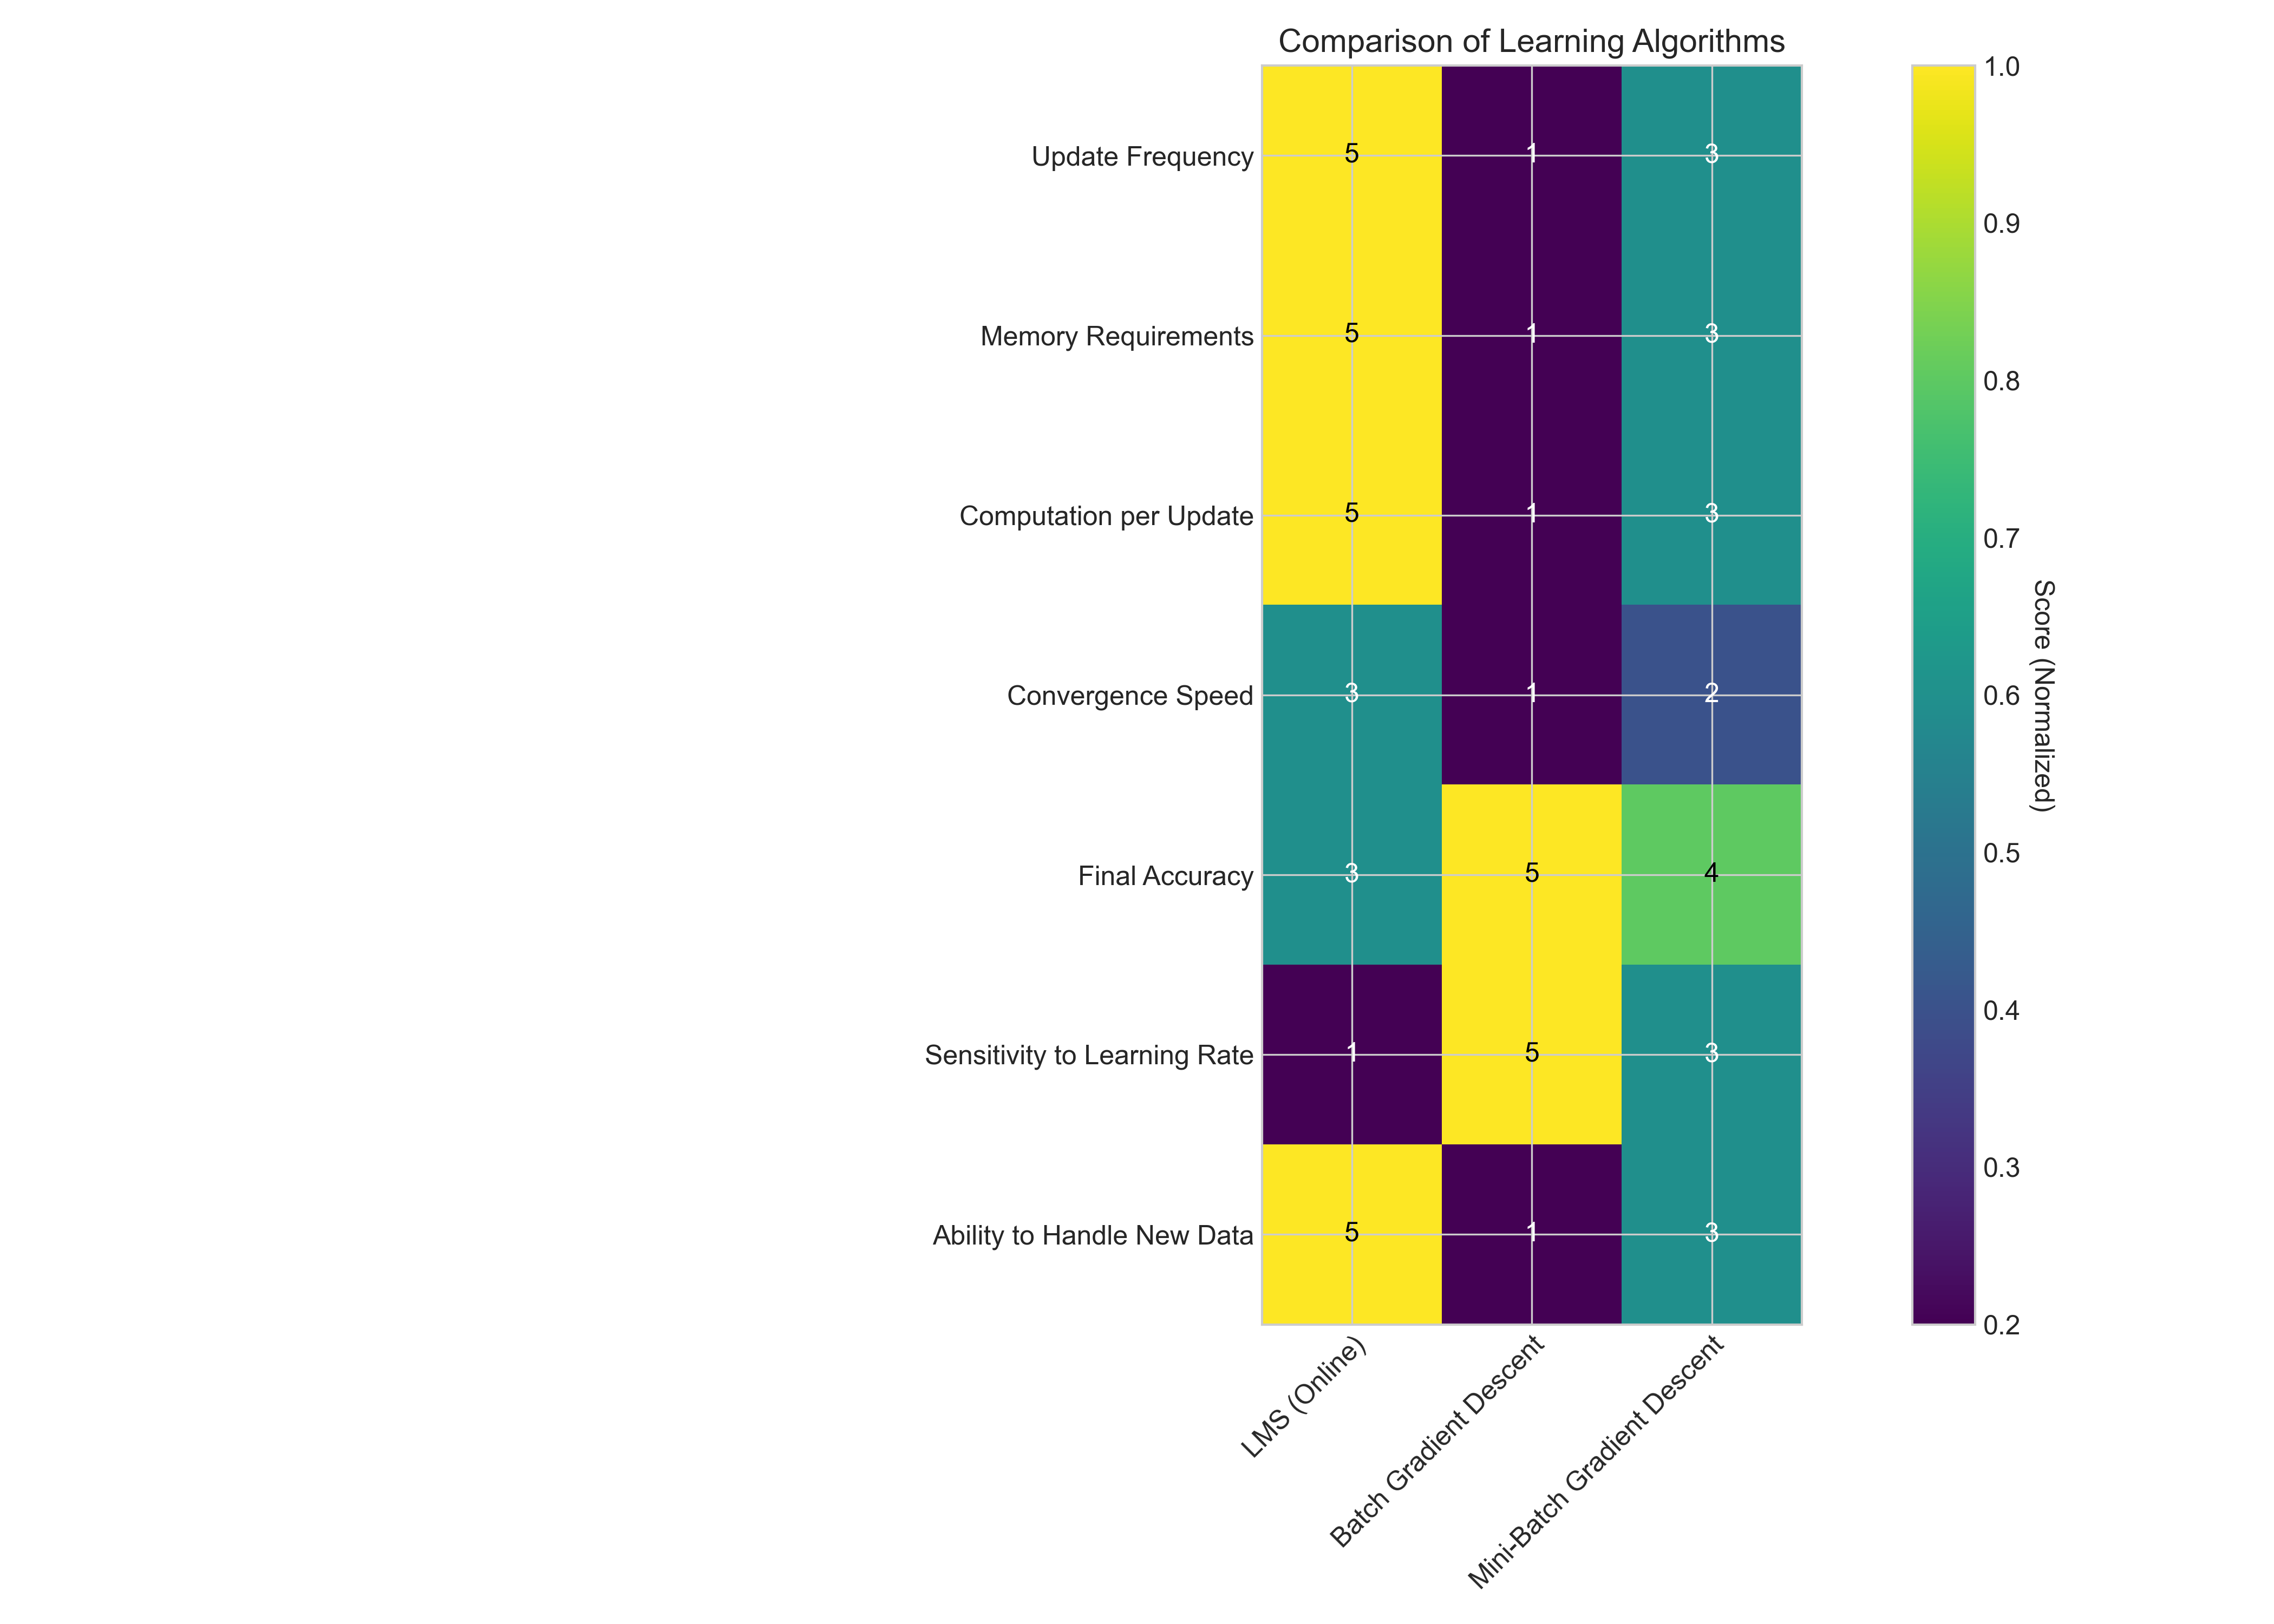 Comparison of Learning Algorithms
Update Frequency 5 1 3
Memory Requirements 5 1 3
Computation per Update 5 1 3
Convergence Speed 3 1 2
Final Accuracy 3 5 4
Sensitivity to Learning Rate 1 5 3
Ability to Handle New Data 5 1 3
LMS (Online)
Batch Gradient Descent
Mini-Batch Gradient Descent
1.0
0.9
0.8
0.7
0.6
0.5
0.4
0.3
0.2
Score (Normalized)